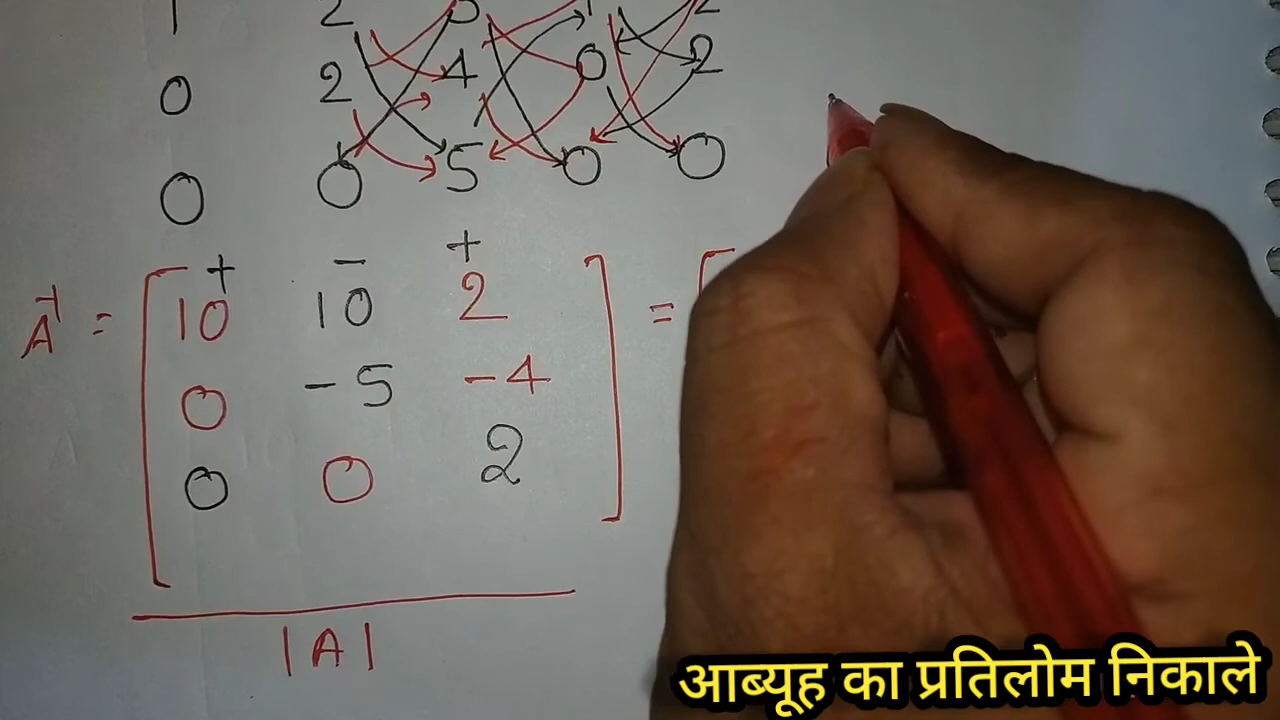 1 2 3 1 2
0 2 4 0 2
0 0 5 0 0
+ - +
A⁻¹ = [ 10 10 2 ] = [
0 -5 -4
0 0 2
|A|
आब्यूह का प्रतिलोम निकाले